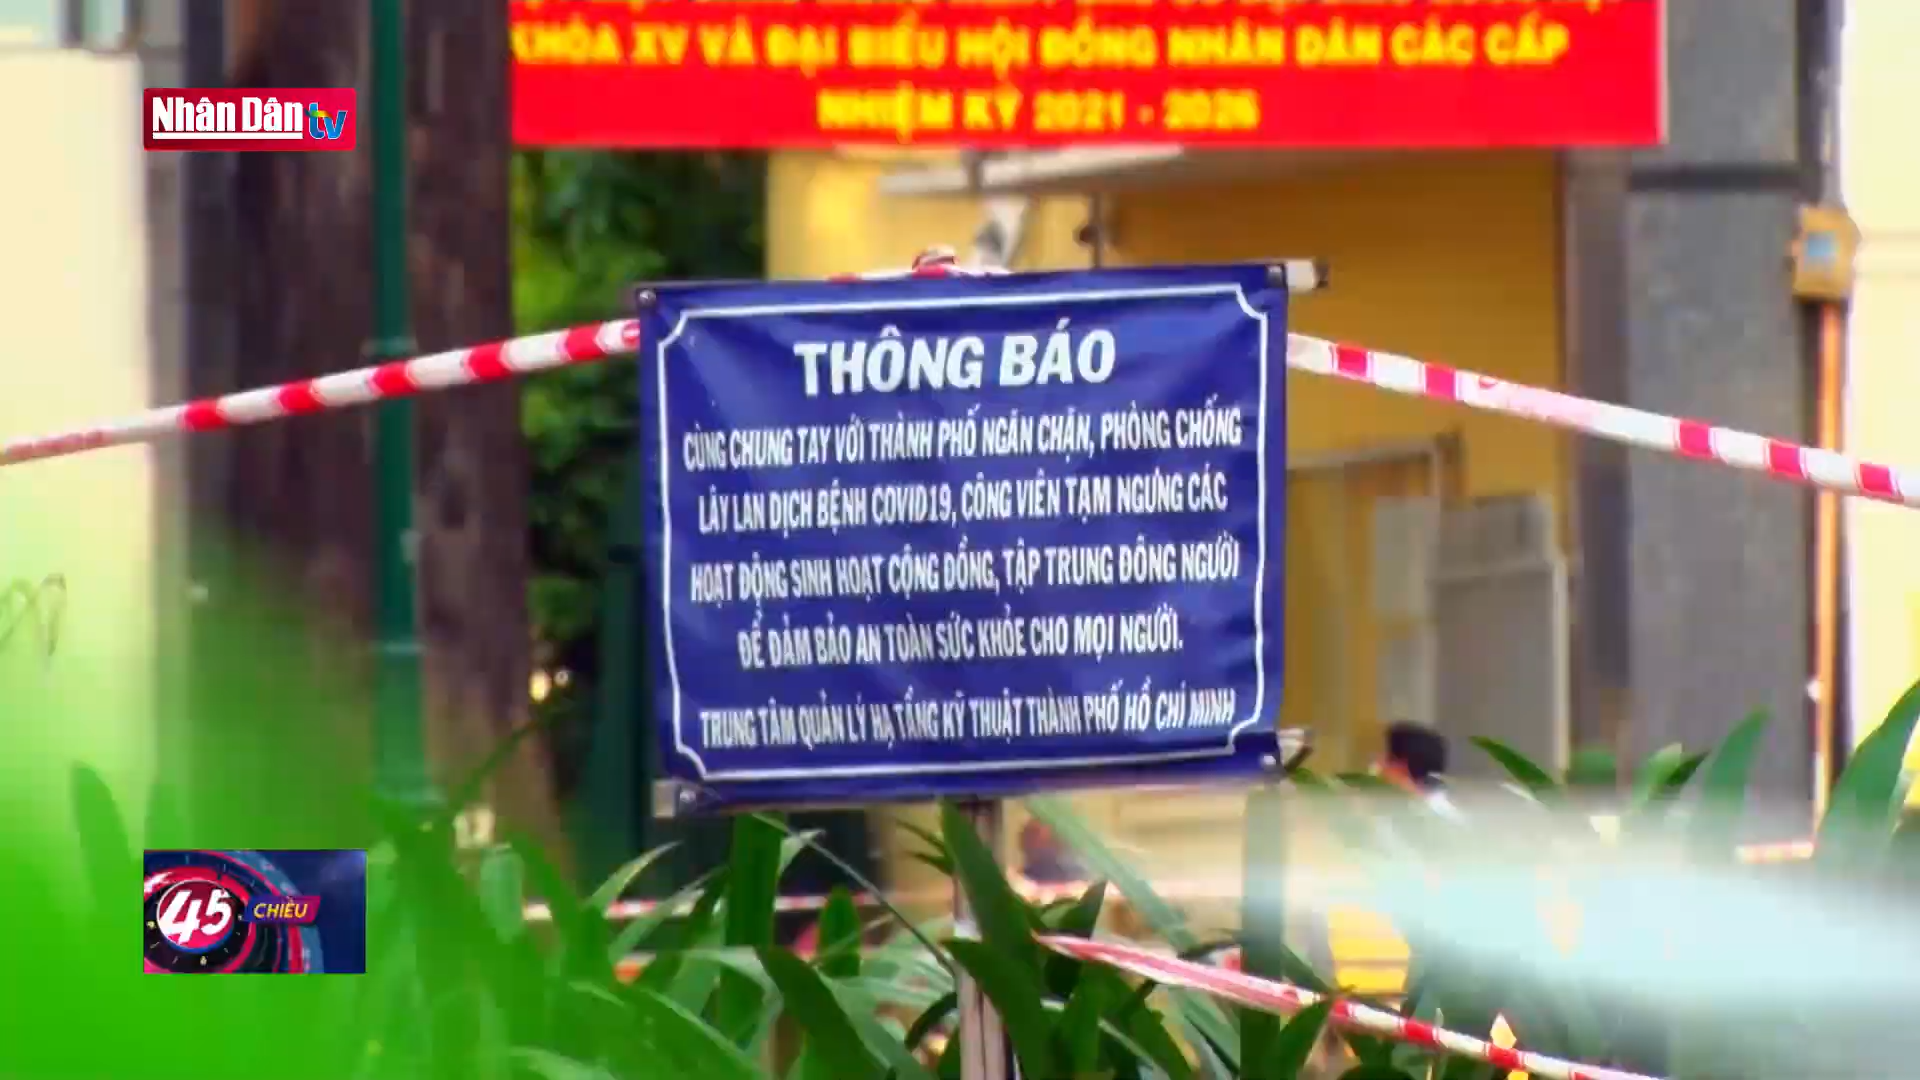 KHÓA XV VÀ ĐẠI BIỂU HỘI ĐỒNG NHÂN DÂN CÁC CẤP
NHIỆM KỲ 2021 - 2026
Nhân Dân tv
THÔNG BÁO
CÙNG CHUNG TAY VỚI THÀNH PHỐ NGĂN CHẶN, PHÒNG CHỐNG
LÂY LAN DỊCH BỆNH COVID19, CÔNG VIÊN TẠM NGƯNG CÁC
HOẠT ĐỘNG SINH HOẠT CỘNG ĐỒNG, TẬP TRUNG ĐÔNG NGƯỜI
ĐỂ ĐẢM BẢO AN TOÀN SỨC KHỎE CHO MỌI NGƯỜI.
TRUNG TÂM QUẢN LÝ HẠ TẦNG KỸ THUẬT THÀNH PHỐ HỒ CHÍ MINH
45 CHIỀU